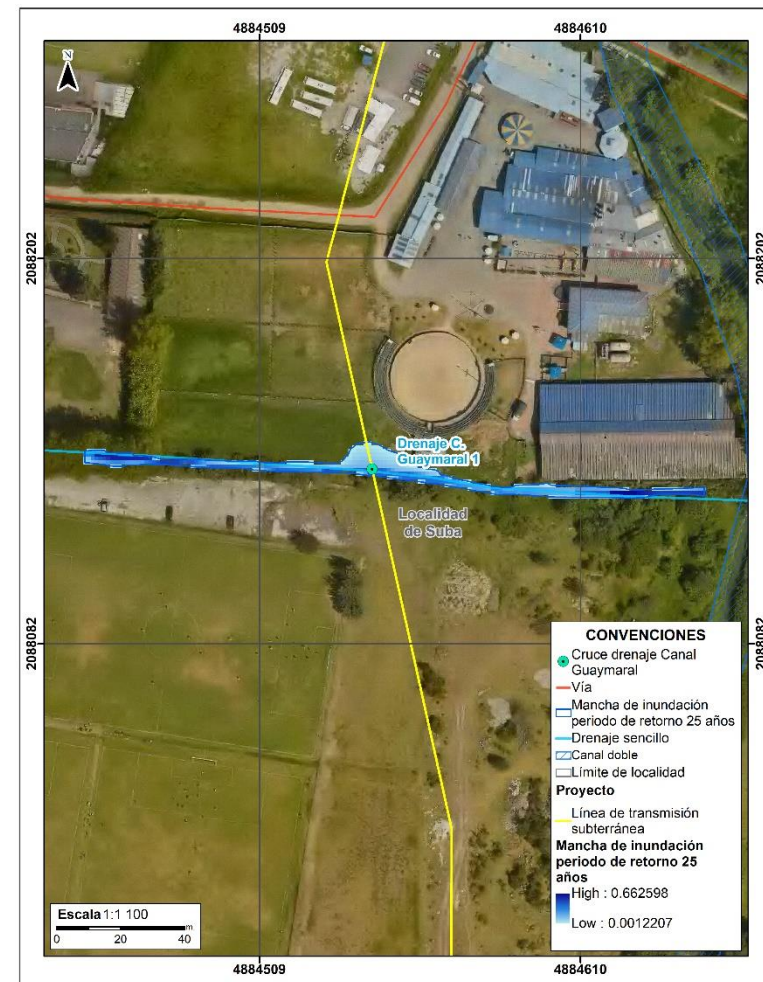 4884509 4884610
N
2088202 2088202
Drenaje C.
Guaymaral 1
Localidad
de Suba
2088082 2088082
CONVENCIONES
Cruce drenaje Canal
Guaymaral
Vía
Mancha de inundación
periodo de retorno 25 años
Drenaje sencillo
Canal doble
Límite de localidad
Proyecto
Línea de transmisión
subterránea
Mancha de inundación
periodo de retorno 25
años
High : 0.662598
Low : 0.0012207
Escala 1:1 100
m
0 20 40
4884509 4884610